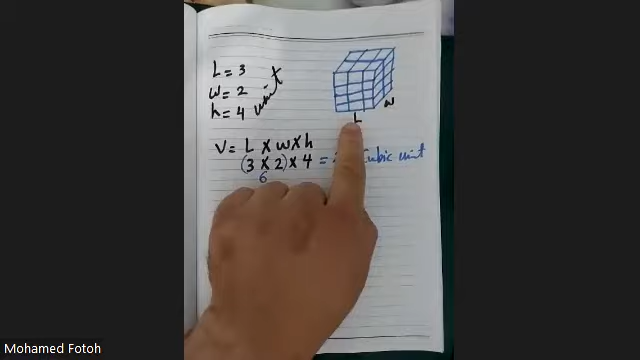 L = 3
w = 2
h = 4 unit
w
L
V = L x w x h
(3 x 2) x 4 = cubic unit
6
Mohamed Fotoh